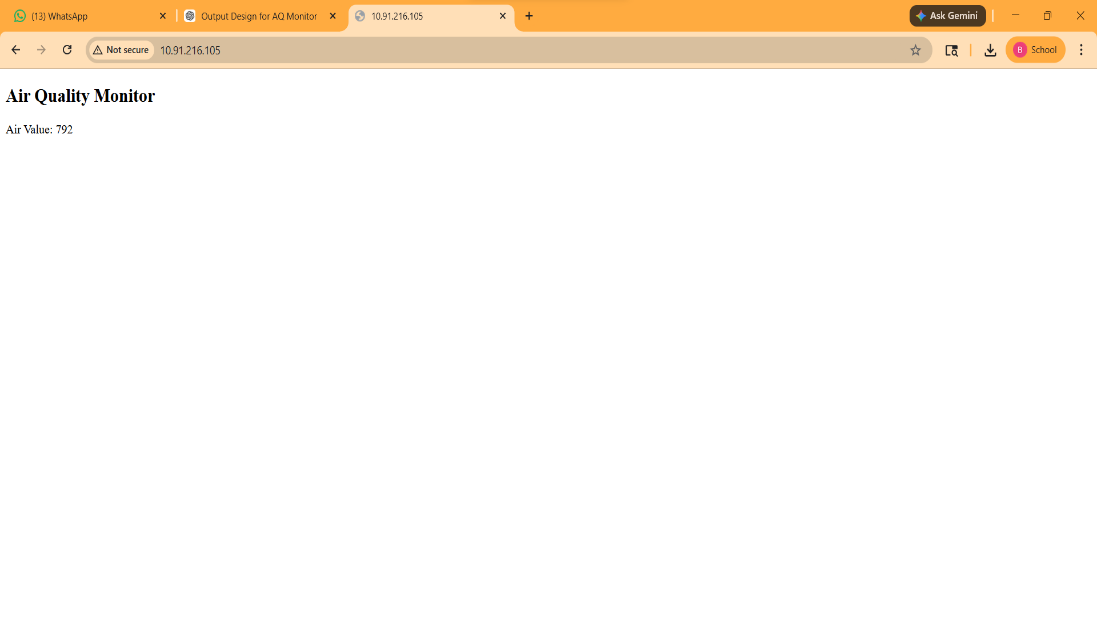 (13) WhatsApp
Output Design for AQ Monitor
10.91.216.105
Ask Gemini
Not secure
10.91.216.105
B
School
Air Quality Monitor
Air Value: 792